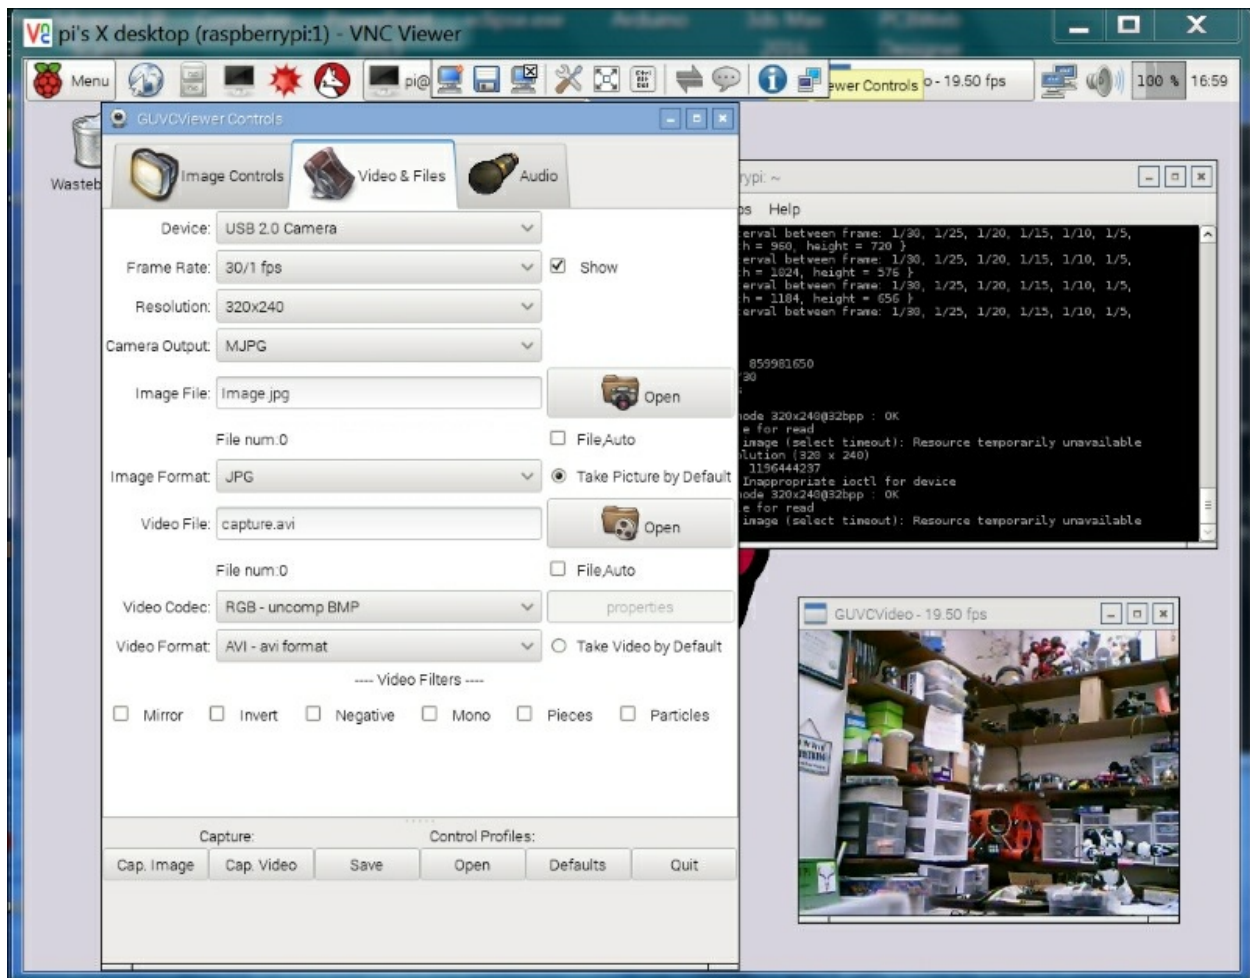 pi's X desktop (raspberrypi:1) - VNC Viewer
Menu
pi@
Ctrl
Alt
Del
ewer Controls
o - 19.50 fps
100 %
16:59
GUVCViewer Controls
Wasteb
Image Controls
Video & Files
Audio
Device:
USB 2.0 Camera
Frame Rate:
30/1 fps
Show
Resolution:
320x240
Camera Output:
MJPG
Image File:
Image.jpg
Open
File num:0
File,Auto
Image Format:
JPG
Take Picture by Default
Video File:
capture.avi
Open
File num:0
File,Auto
Video Codec:
RGB - uncomp BMP
properties
Video Format:
AVI - avi format
Take Video by Default
---- Video Filters ----
Mirror
Invert
Negative
Mono
Pieces
Particles
Capture:
Control Profiles:
Cap. Image
Cap. Video
Save
Open
Defaults
Quit
rypi: ~
os Help
erval between frame: 1/30, 1/25, 1/20, 1/15, 1/10, 1/5,
h = 960, height = 720 }
erval between frame: 1/30, 1/25, 1/20, 1/15, 1/10, 1/5,
h = 1024, height = 576 }
erval between frame: 1/30, 1/25, 1/20, 1/15, 1/10, 1/5,
h = 1184, height = 656 }
erval between frame: 1/30, 1/25, 1/20, 1/15, 1/10, 1/5,
859981650
/30
ode 320x240@32bpp : OK
e for read
image (select timeout): Resource temporarily unavailable
lution (320 x 240)
1196444237
Inappropriate ioctl for device
ode 320x240@32bpp : OK
e for read
image (select timeout): Resource temporarily unavailable
GUVCVideo - 19.50 fps